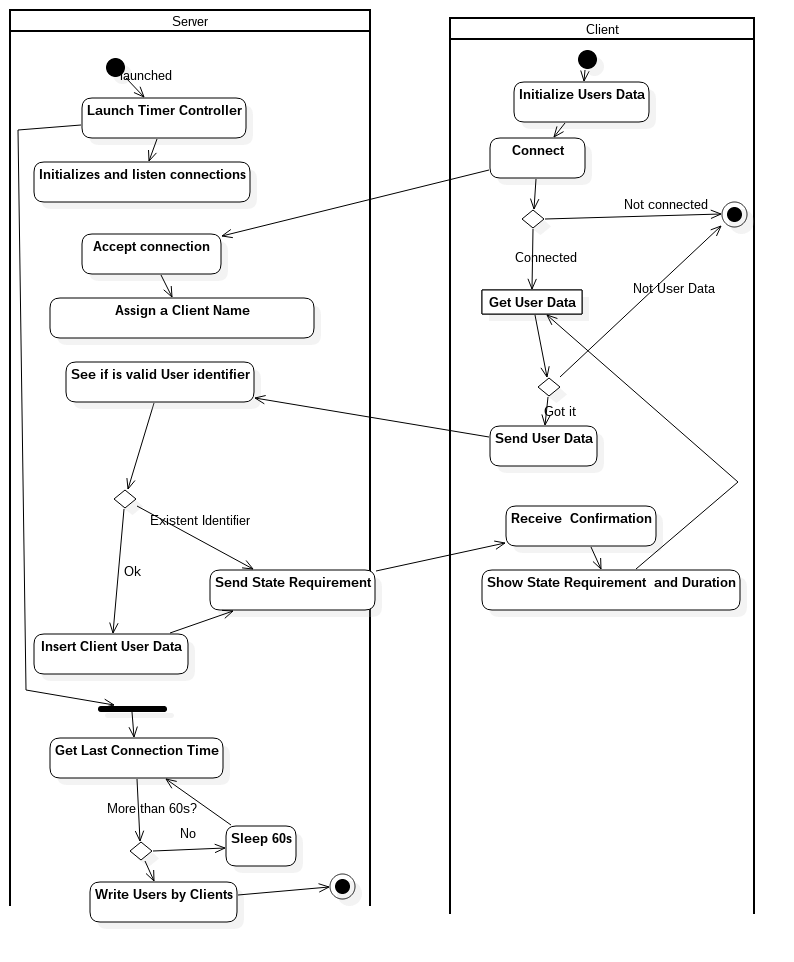 Server
launched
Launch Timer Controller
Initializes and listen connections
Accept connection
Assign a Client Name
See if is valid User identifier
Existent Identifier
Ok
Send State Requirement
Insert Client User Data
Get Last Connection Time
More than 60s?
No
Sleep 60s
Write Users by Clients
Client
Initialize Users Data
Connect
Not connected
Connected
Not User Data
Get User Data
Got it
Send User Data
Receive  Confirmation
Show State Requirement  and Duration